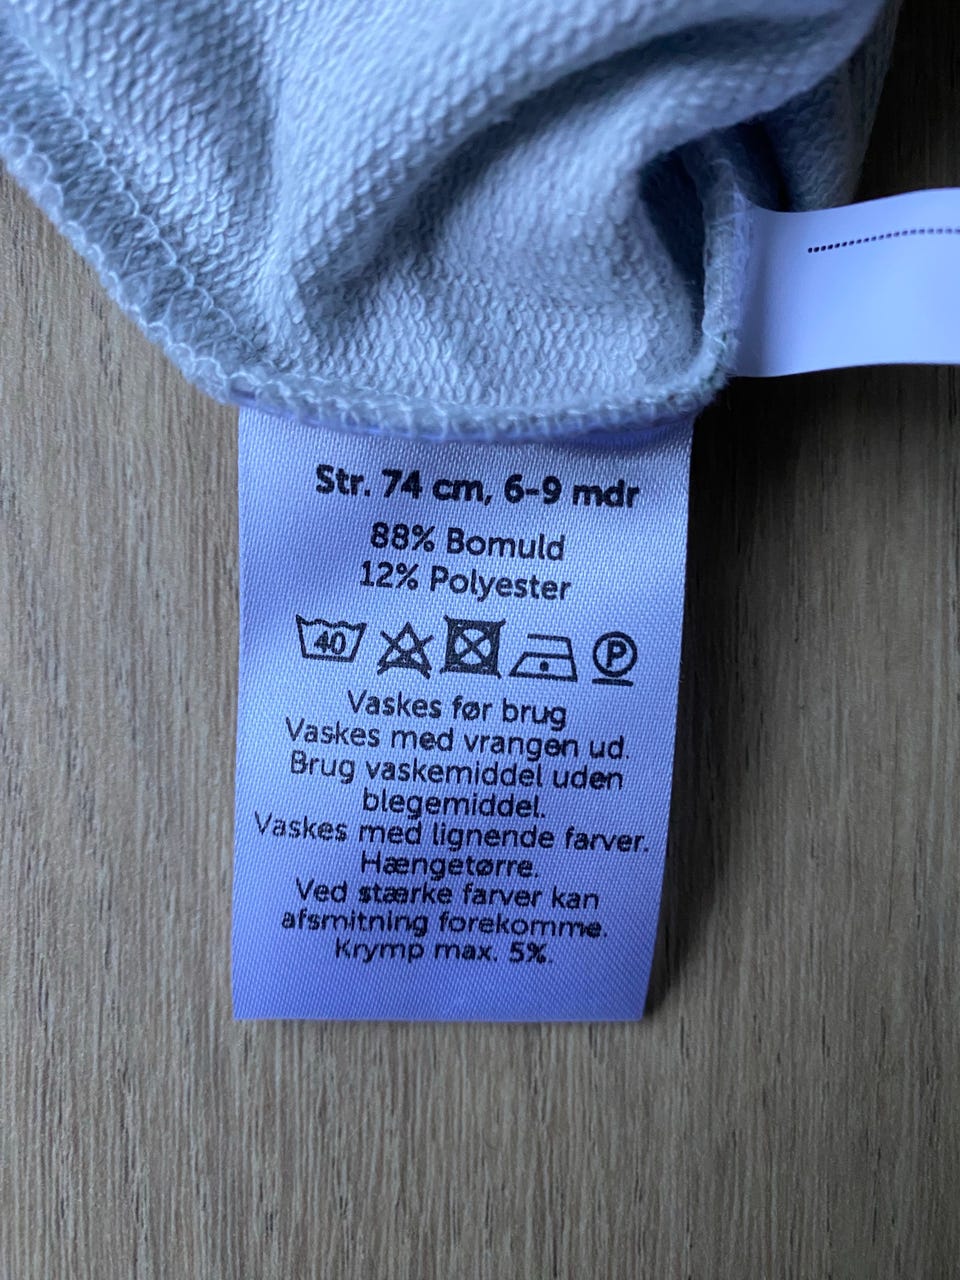 Str. 74 cm, 6-9 mdr
88% Bomuld
12% Polyester
40 P
Vaskes før brug
Vaskes med vrangen ud.
Brug vaskemiddel uden
blegemiddel.
Vaskes med lignende farver.
Hængetørre.
Ved stærke farver kan
afsmitning forekomme.
Krymp max. 5%.